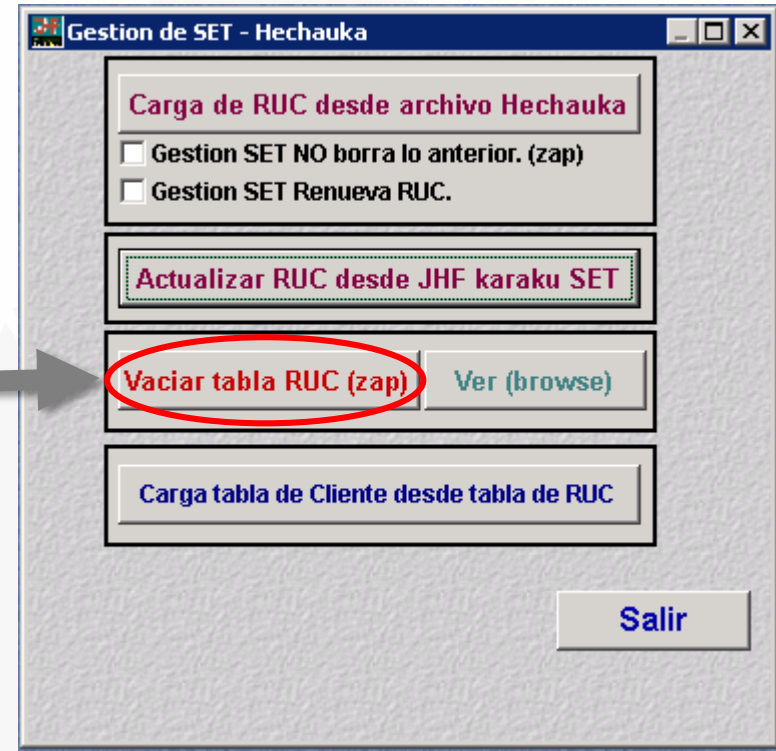 Gestion de SET - Hechauka
Carga de RUC desde archivo Hechauka
Gestion SET NO borra lo anterior. (zap)
Gestion SET Renueva RUC.
Actualizar RUC desde JHF karaku SET
Vaciar tabla RUC (zap) Ver (browse)
Carga tabla de Cliente desde tabla de RUC
Salir